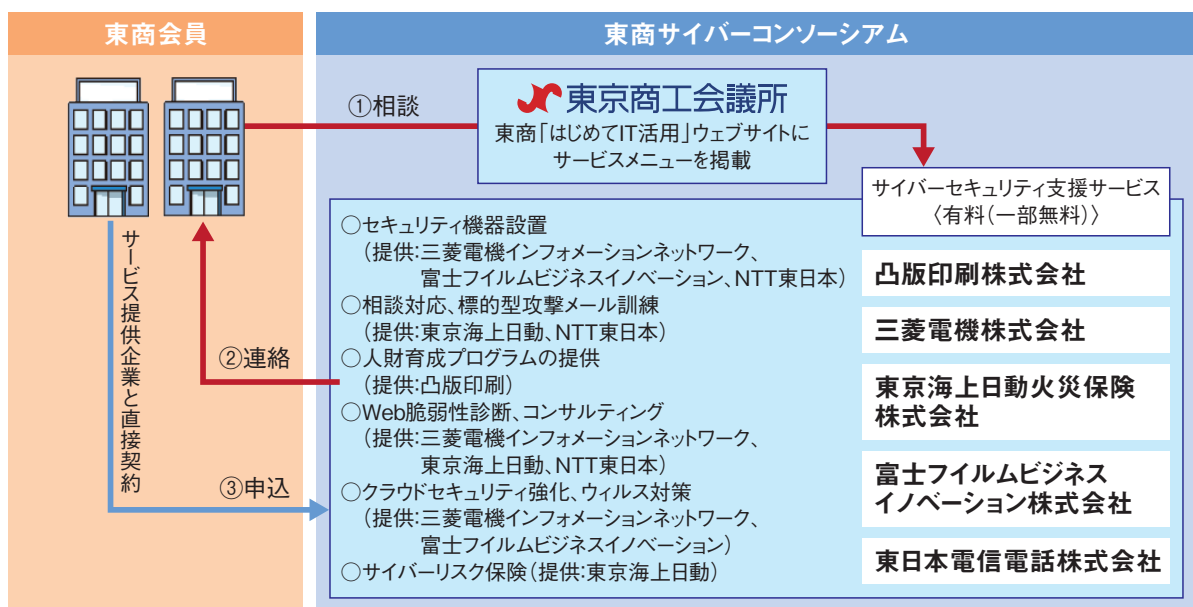 東商会員
東商サイバーコンソーシアム
①相談
東京商工会議所
東商「はじめてIT活用」ウェブサイトに
サービスメニューを掲載
サイバーセキュリティ支援サービス
〈有料(一部無料)〉
○セキュリティ機器設置
(提供:三菱電機インフォメーションネットワーク、
富士フイルムビジネスイノベーション、NTT東日本)
○相談対応、標的型攻撃メール訓練
(提供:東京海上日動、NTT東日本)
○人財育成プログラムの提供
(提供:凸版印刷)
○Web脆弱性診断、コンサルティング
(提供:三菱電機インフォメーションネットワーク、
東京海上日動、NTT東日本)
○クラウドセキュリティ強化、ウィルス対策
(提供:三菱電機インフォメーションネットワーク、
富士フイルムビジネスイノベーション)
○サイバーリスク保険(提供:東京海上日動)
凸版印刷株式会社
三菱電機株式会社
東京海上日動火災保険
株式会社
富士フイルムビジネス
イノベーション株式会社
東日本電信電話株式会社
②連絡
サービス提供企業と直接契約
③申込